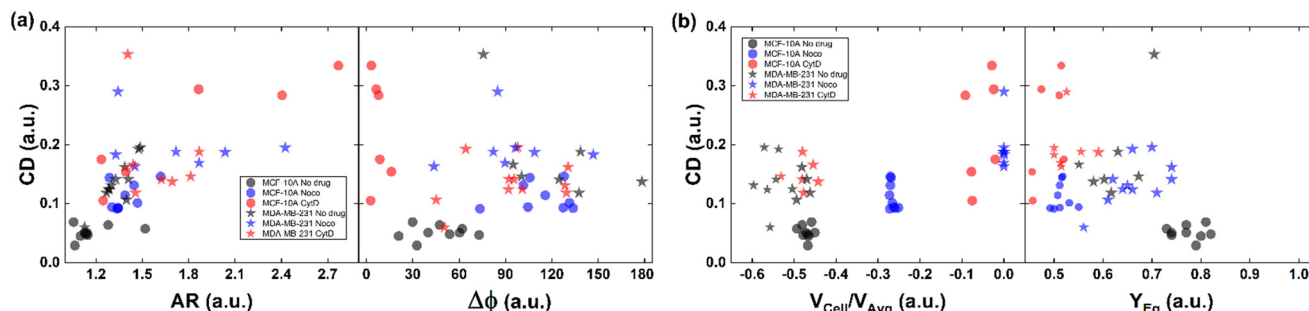 (a)
0.4
0.3
0.2
0.1
0.0
CD (a.u.)
MCF 10A No drug
MCF-10A Noco
MCF-10A CytD
MDA-MB-231 No drug
MDA-MB 231 Noco
MDA MB 231 CytD
1.2 1.5 1.8 2.1 2.4 2.7
0 30 60 90 120 150 180
AR (a.u.)
Δϕ (a.u.)
(b)
0.4
0.3
0.2
0.1
0.0
CD (a.u.)
MCF-10A No drug
MCF-10A Noco
MCF-10A CytD
MDA-MB-231 No drug
MDA-MB-231 Noco
MDA-MB-231 CytD
-0.6 -0.5 -0.4 -0.3 -0.2 -0.1 0.0
0.5 0.6 0.7 0.8 0.9 1.0
VCell/VAvg (a.u.)
YEq (a.u.)